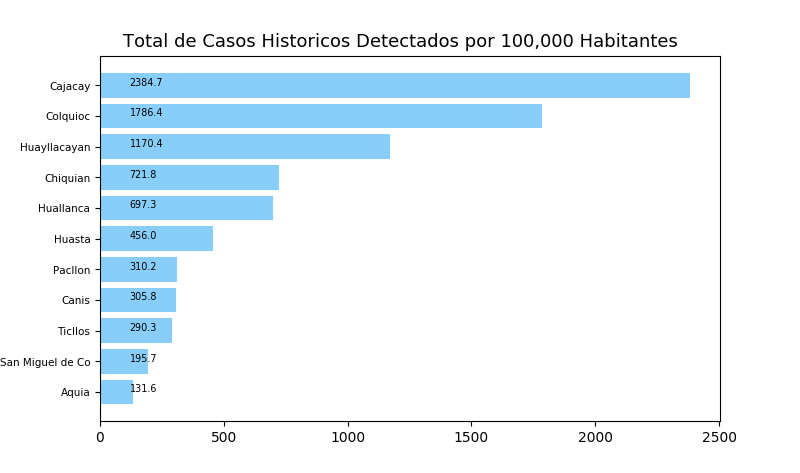 Total de Casos Historicos Detectados por 100,000 Habitantes
Cajacay 2384.7
Colquioc 1786.4
Huayllacayan 1170.4
Chiquian 721.8
Huallanca 697.3
Huasta 456.0
Pacllon 310.2
Canis 305.8
Ticllos 290.3
San Miguel de Co 195.7
Aquia 131.6
0 500 1000 1500 2000 2500